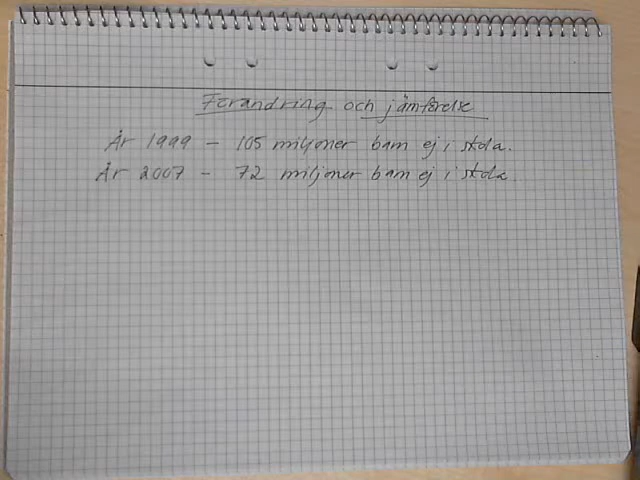 Förändring och jämförelse
År 1999 - 105 miljoner barn ej i skola.
År 2007 - 72 miljoner barn ej i skola.